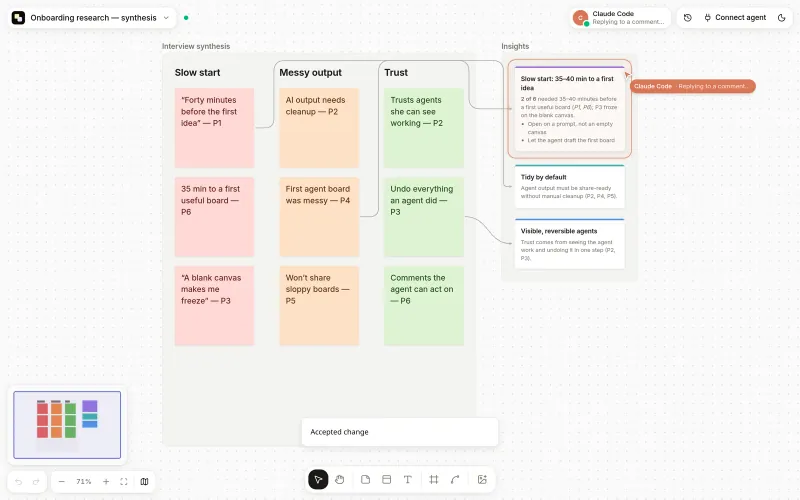 Onboarding research — synthesis
Claude Code
Replying to a comment...
Connect agent
Interview synthesis
Slow start
Messy output
Trust
“Forty minutes
before the first
idea” — P1
AI output needs
cleanup — P2
Trusts agents
she can see
working — P2
35 min to a first
useful board —
P6
First agent board
was messy — P4
Undo everything
an agent did —
P3
“A blank canvas
makes me
freeze” — P3
Won’t share
sloppy boards —
P5
Comments the
agent can act on
— P6
Insights
Slow start: 35–40 min to a first
idea
2 of 6 needed 35–40 minutes before
a first useful board (P1, P6); P3 froze
on the blank canvas.
• Open on a prompt, not an empty
canvas
• Let the agent draft the first board
Claude Code · Replying to a comment...
Tidy by default
Agent output must be share-ready
without manual cleanup (P2, P4, P5).
Visible, reversible agents
Trust comes from seeing the agent
work and undoing it in one step (P2,
P3).
Accepted change
71%